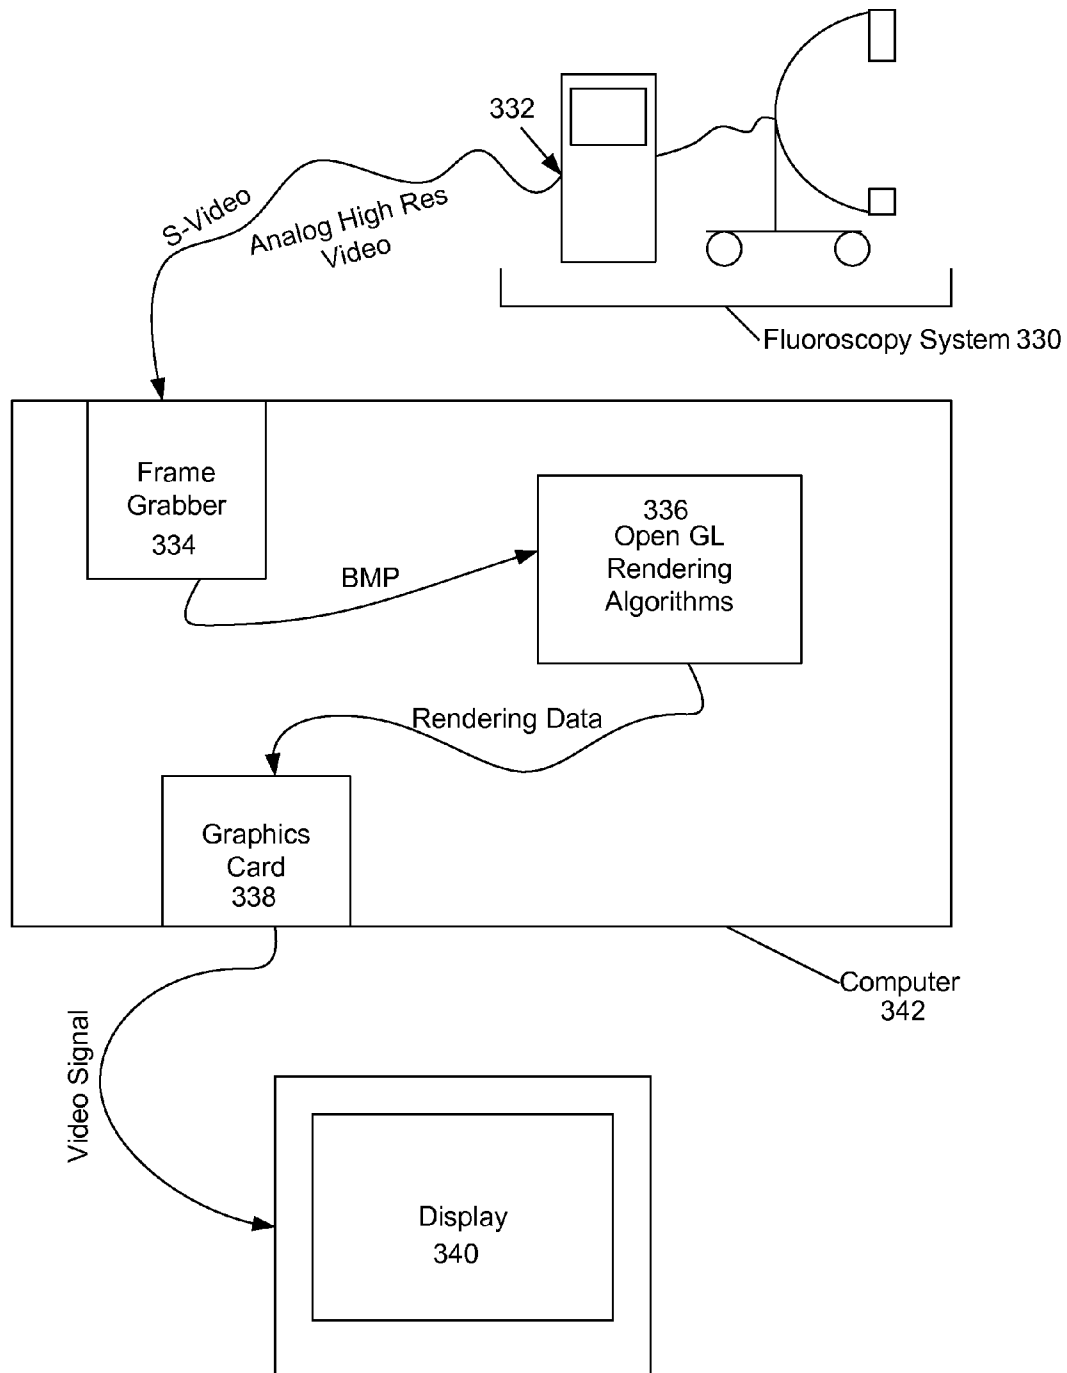 332
S-Video
Analog High Res
Video
Fluoroscopy System 330
Frame
Grabber
334
336
Open GL
Rendering
Algorithms
BMP
Rendering Data
Graphics
Card
338
Computer
342
Video Signal
Display
340